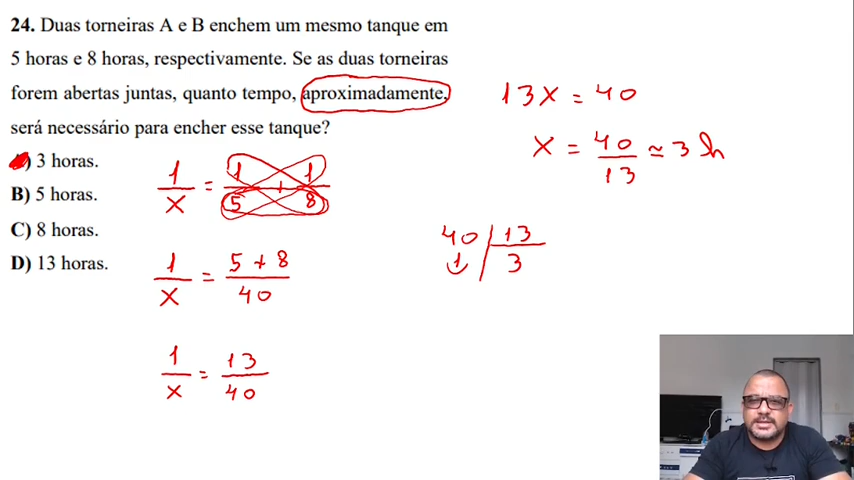 24. Duas torneiras A e B enchem um mesmo tanque em
5 horas e 8 horas, respectivamente. Se as duas torneiras
forem abertas juntas, quanto tempo, aproximadamente,
será necessário para encher esse tanque?
) 3 horas.
B) 5 horas.
C) 8 horas.
D) 13 horas.
1/x = 1/5 + 1/8
1/x = (5 + 8)/40
1/x = 13/40
13x = 40
x = 40/13 ≃ 3 h
40 | 13
1 | 3